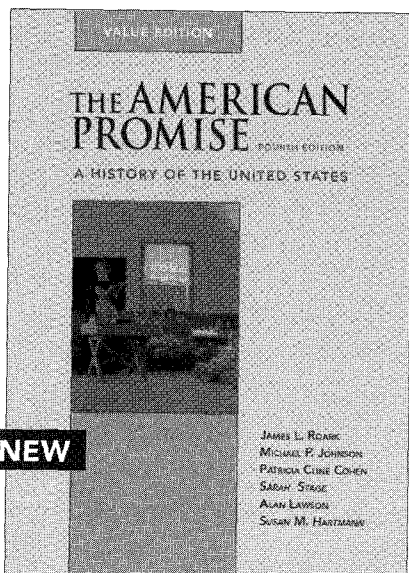 VALUE EDITION
THE AMERICAN
PROMISE FOURTH EDITION
A HISTORY OF THE UNITED STATES
NEW
JAMES L. ROARK
MICHAEL P. JOHNSON
PATRICIA CLINE COHEN
SARAH STAGE
ALAN LAWSON
SUSAN M. HARTMANN